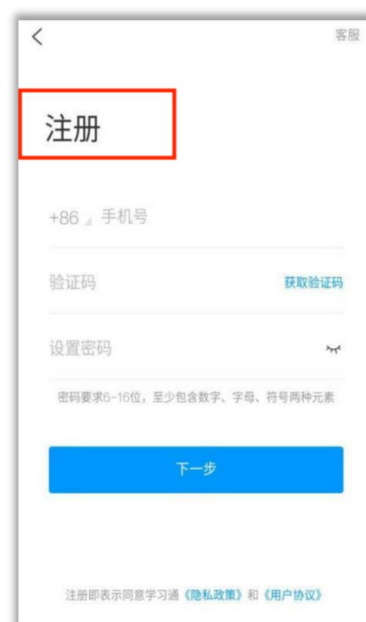 客服
注册
+86 手机号
验证码 获取验证码
设置密码
密码要求6-16位，至少包含数字、字母、符号两种元素
下一步
注册即表示同意学习通《隐私政策》和《用户协议》